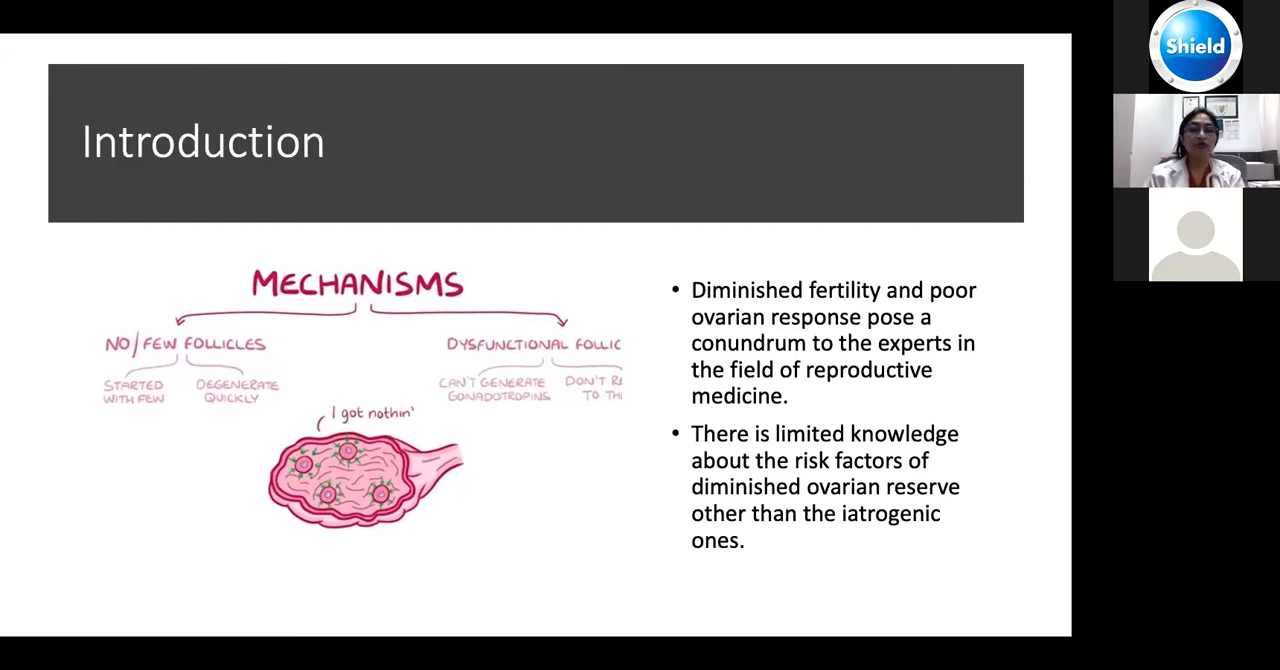 Introduction
MECHANISMS
NO/FEW FOLLICLES
STARTED
WITH FEW
DEGENERATE
QUICKLY
DYSFUNCTIONAL
CAN'T GENERATE
GONADOTROPINS
DON'T
TO
I got nothin'
• Diminished fertility and poor
ovarian response pose a
conundrum to the experts in
the field of reproductive
medicine.
• There is limited knowledge
about the risk factors of
diminished ovarian reserve
other than the iatrogenic
ones.
Shield